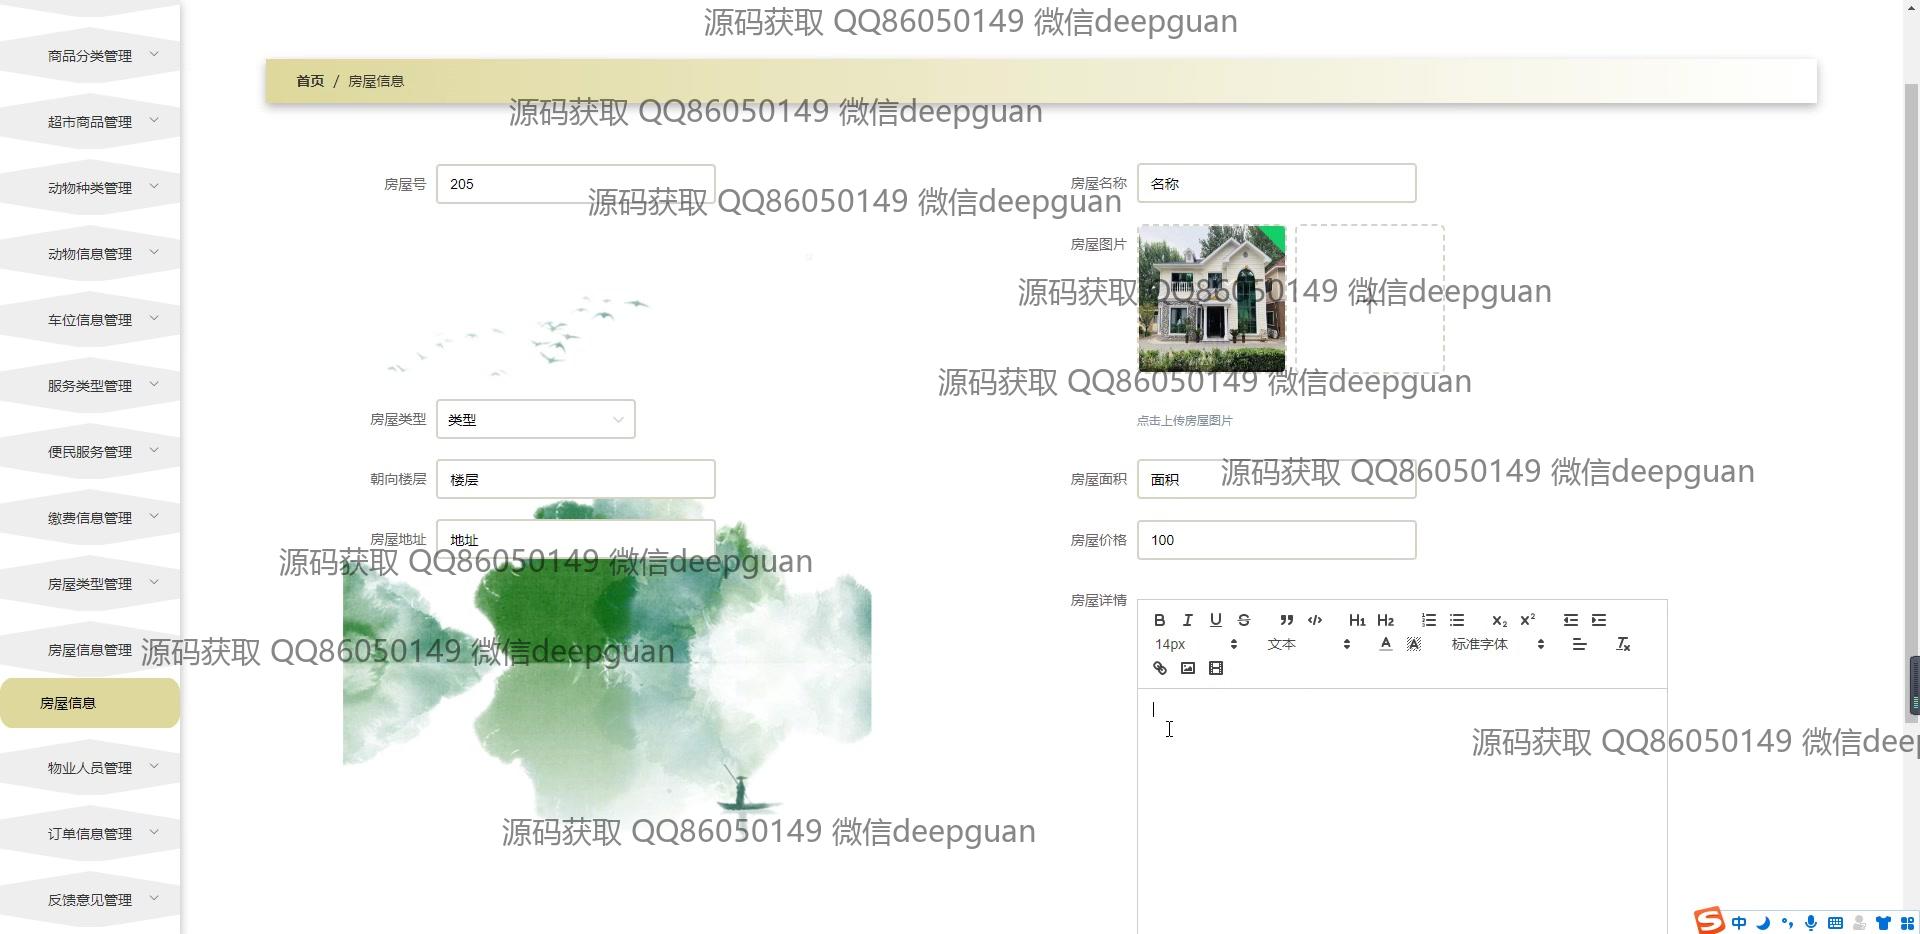 源码获取 QQ86050149 微信deepguan
商品分类管理
首页 / 房屋信息
源码获取 QQ86050149 微信deepguan
超市商品管理
动物种类管理
房屋号 205
房屋名称 名称
源码获取 QQ86050149 微信deepguan
动物信息管理
房屋图片
源码获取 QQ86050149 微信deepguan
车位信息管理
服务类型管理
源码获取 QQ86050149 微信deepguan
房屋类型 类型
点击上传房屋图片
便民服务管理
朝向楼层 楼层
房屋面积 面积
源码获取 QQ86050149 微信deepguan
缴费信息管理
房屋地址 地址
房屋价格 100
源码获取 QQ86050149 微信deepguan
房屋类型管理
房屋详情
B I U S H1 H2 X₂ X²
14px 文本 A A 标准字体 Tx
房屋信息管理
源码获取 QQ86050149 微信deepguan
房屋信息
源码获取 QQ86050149 微信deep
物业人员管理
订单信息管理
源码获取 QQ86050149 微信deepguan
反馈意见管理
S 中